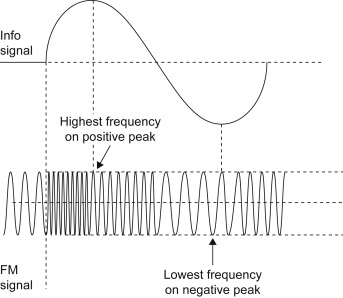 Info
signal
Highest frequency
on positive peak
Lowest frequency
on negative peak
FM
signal